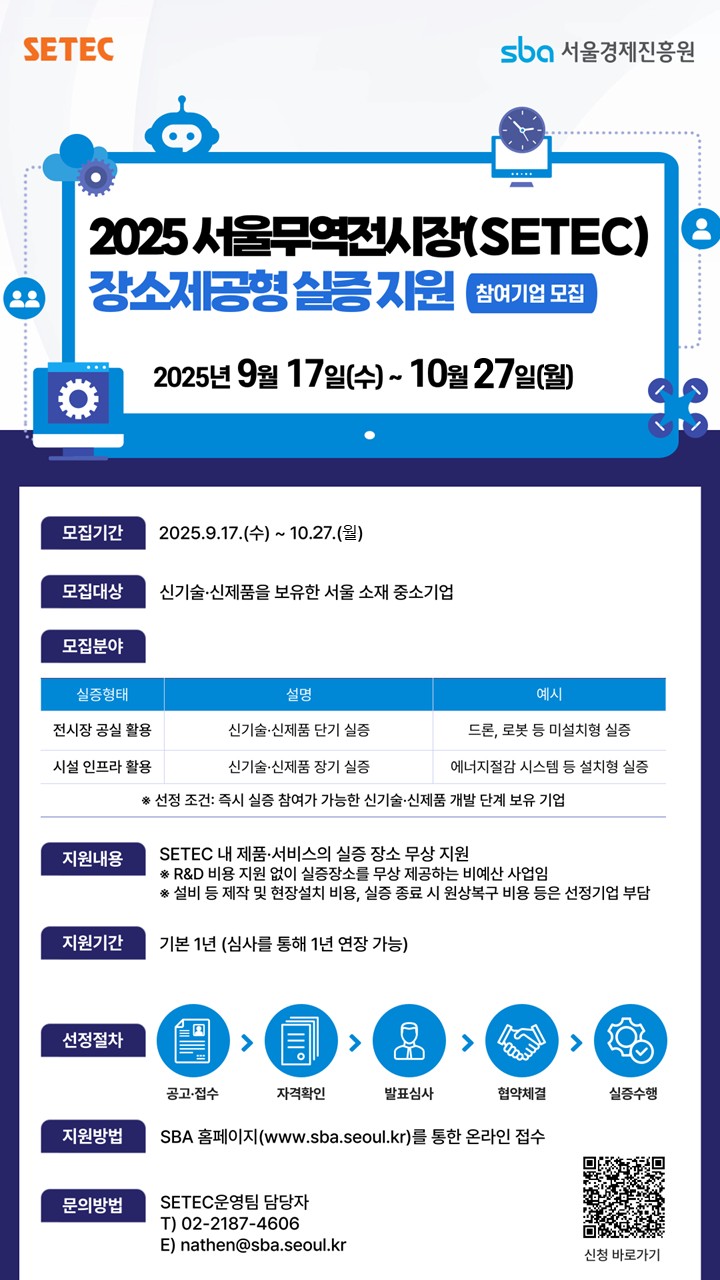 SETEC
sba 서울경제진흥원
2025 서울무역전시장(SETEC)
장소제공형 실증 지원 참여기업 모집
2025년 9월 17일(수) ~ 10월 27일(월)
모집기간 2025.9.17.(수) ~ 10.27.(월)
모집대상 신기술·신제품을 보유한 서울 소재 중소기업
모집분야
실증형태 설명 예시
전시장 공실 활용 신기술·신제품 단기 실증 드론, 로봇 등 미설치형 실증
시설 인프라 활용 신기술·신제품 장기 실증 에너지절감 시스템 등 설치형 실증
※ 선정 조건: 즉시 실증 참여가 가능한 신기술·신제품 개발 단계 보유 기업
지원내용 SETEC 내 제품·서비스의 실증 장소 무상 지원
※ R&D 비용 지원 없이 실증장소를 무상 제공하는 비예산 사업임
※ 설비 등 제작 및 현장설치 비용, 실증 종료 시 원상복구 비용 등은 선정기업 부담
지원기간 기본 1년 (심사를 통해 1년 연장 가능)
선정절차
공고·접수 자격확인 발표심사 협약체결 실증수행
지원방법 SBA 홈페이지(www.sba.seoul.kr)를 통한 온라인 접수
문의방법 SETEC운영팀 담당자
T) 02-2187-4606
E) nathen@sba.seoul.kr
신청 바로가기